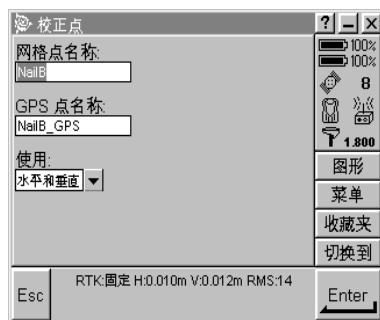 校正点
? _ ×
网格点名称:
NailB
GPS 点名称:
NailB_GPS
使用:
水平和垂直
100%
100%
8
1.800
图形
菜单
收藏夹
切换到
Esc
RTK:固定 H:0.010m V:0.012m RMS:14
Enter